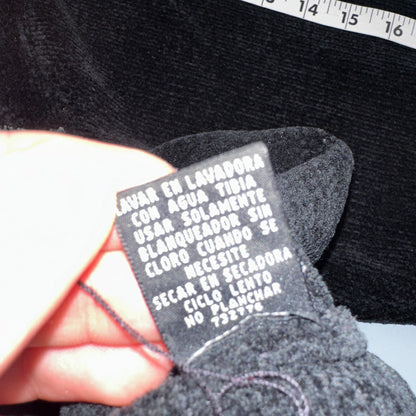 14 15 16
LAVAR EN LAVADORA
CON AGUA TIBIA
USAR SOLAMENTE
BLANQUEADOR SIN
CLORO CUANDO SE
NECESITE
SECAR EN SECADORA
CICLO LENTO
NO PLANCHAR
732770